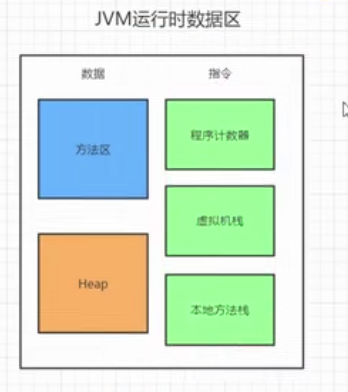 JVM运行时数据区
数据
指令
方法区
程序计数器
虚拟机栈
Heap
本地方法栈